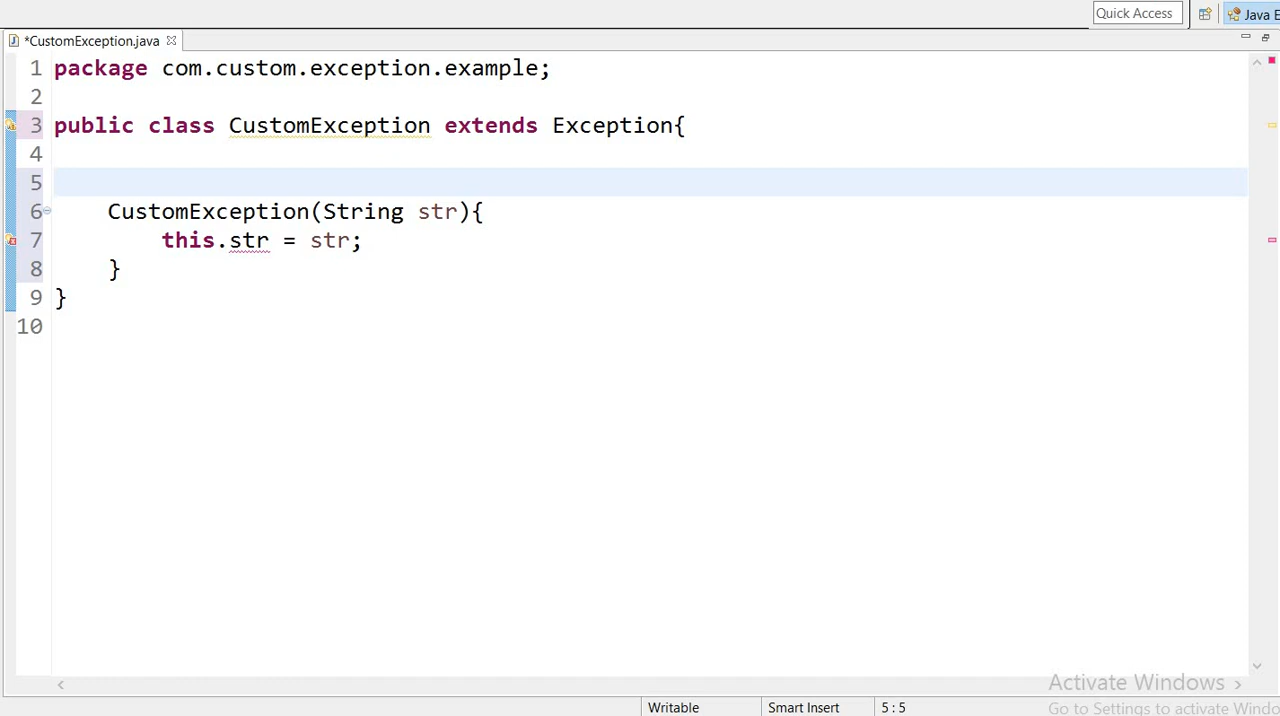 Quick Access
Java E
*CustomException.java
1 package com.custom.exception.example;
2
3 public class CustomException extends Exception{
4
5
6 CustomException(String str){
7 this.str = str;
8 }
9 }
10
Activate Windows
Go to Settings to activate Windo
Writable
Smart Insert
5 : 5